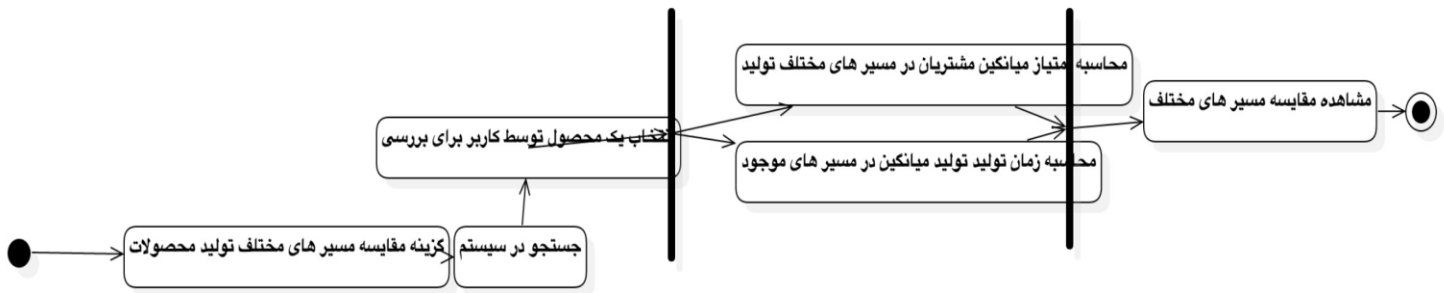 گزینه مقایسه مسیر های مختلف تولید محصولات
جستجو در سیستم
انتخاب یک محصول توسط کاربر برای بررسی
محاسبه امتیاز میانگین مشتریان در مسیر های مختلف تولید
محاسبه زمان تولید تولید میانگین در مسیر های موجود
مشاهده مقایسه مسیر های مختلف